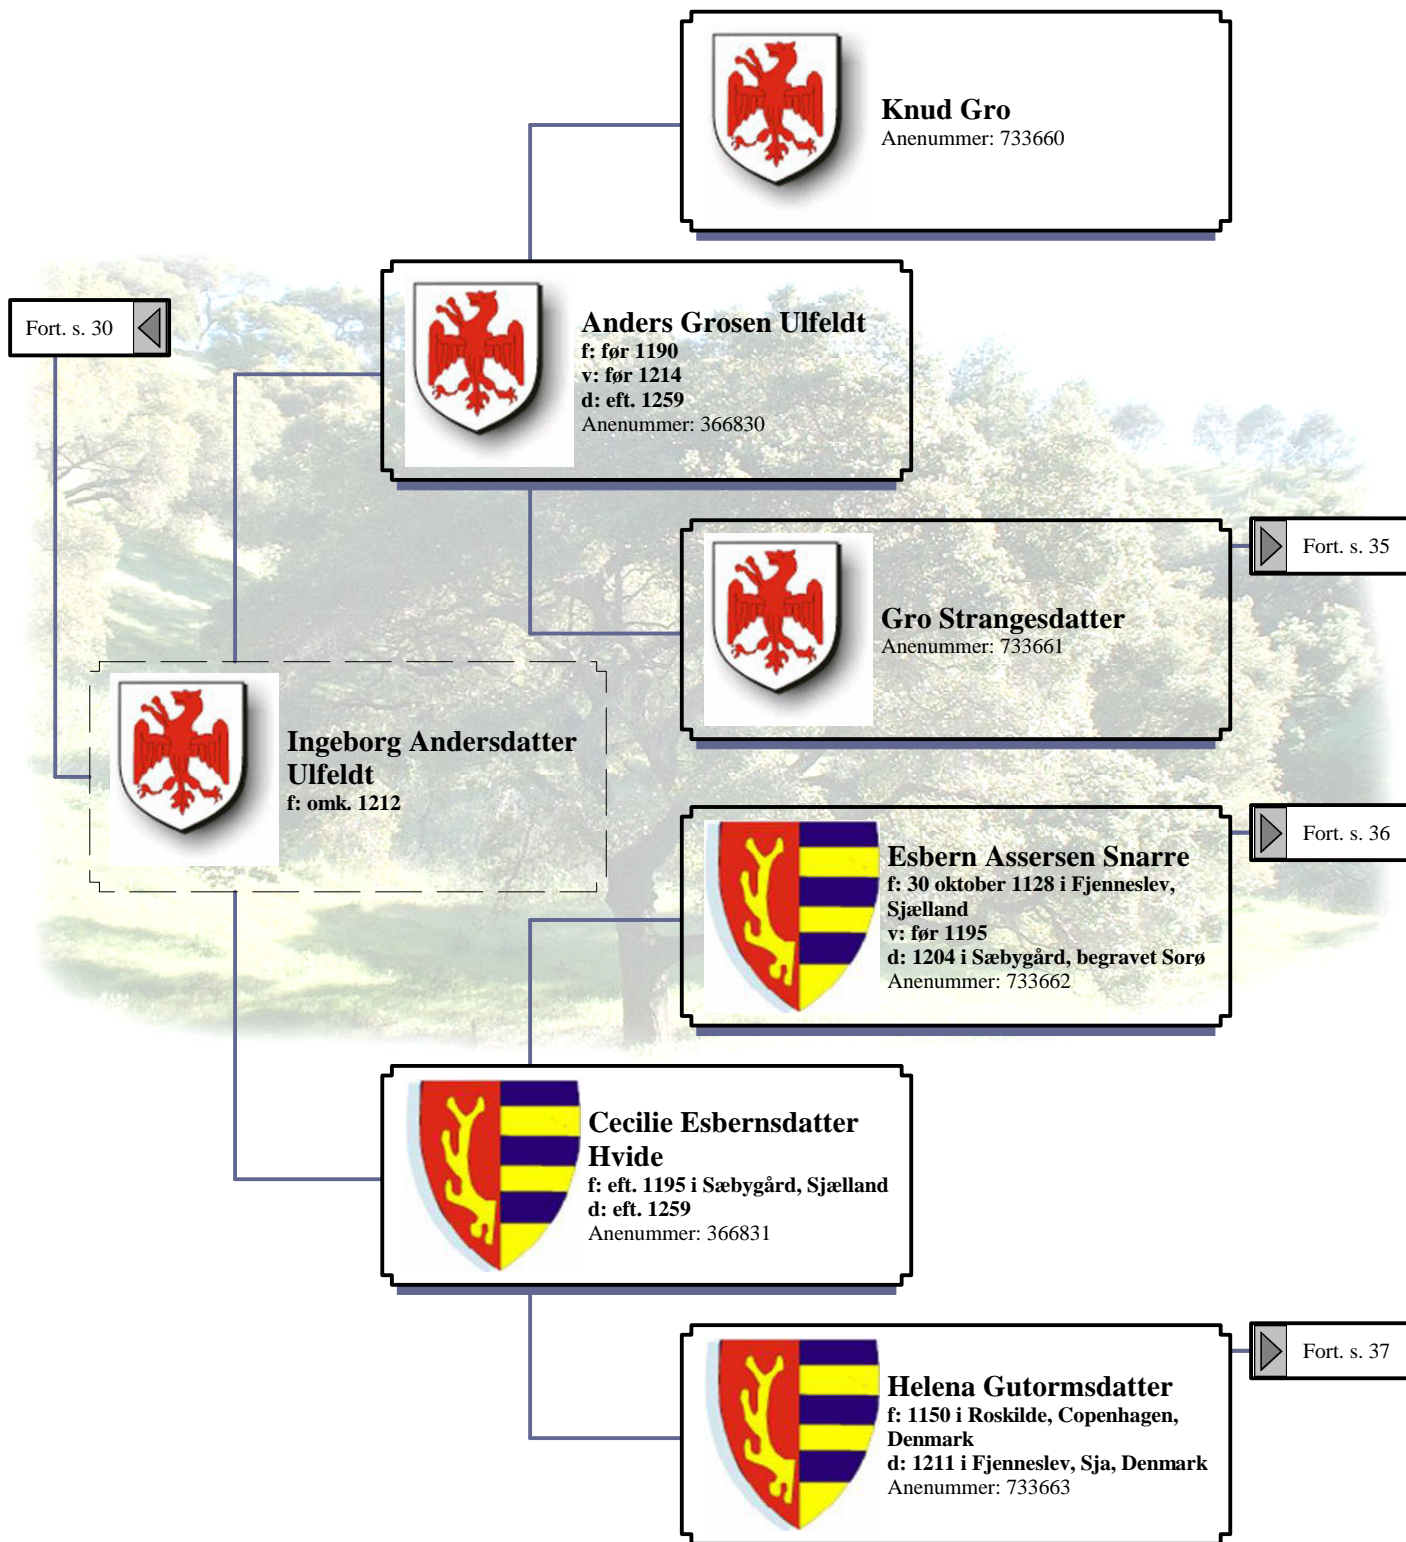 Knud Gro
Anenummer: 733660
Anders Grosen Ulfeldt
f: før 1190
v: før 1214
d: eft. 1259
Anenummer: 366830
Fort. s. 30
Gro Strangesdatter
Anenummer: 733661
Fort. s. 35
Ingeborg Andersdatter
Ulfeldt
f: omk. 1212
Esbern Assersen Snarre
f: 30 oktober 1128 i Fjenneslev,
Sjælland
v: før 1195
d: 1204 i Sæbygård, begravet Sorø
Anenummer: 733662
Fort. s. 36
Cecilie Esbernsdatter
Hvide
f: eft. 1195 i Sæbygård, Sjælland
d: eft. 1259
Anenummer: 366831
Helena Gutormsdatter
f: 1150 i Roskilde, Copenhagen,
Denmark
d: 1211 i Fjenneslev, Sja, Denmark
Anenummer: 733663
Fort. s. 37